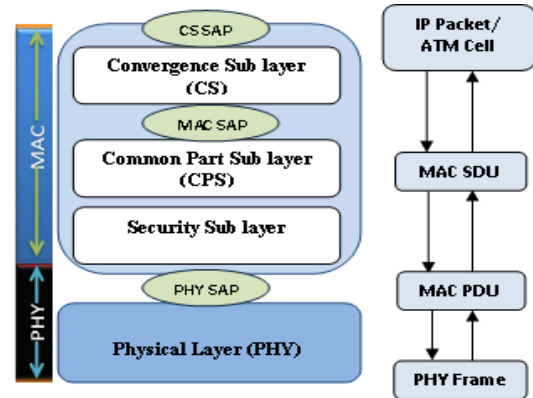 CS SAP
Convergence Sub layer
(CS)
MAC SAP
Common Part Sub layer
(CPS)
Security Sub layer
PHY SAP
Physical Layer (PHY)
MAC
PHY
IP Packet/
ATM Cell
MAC SDU
MAC PDU
PHY Frame